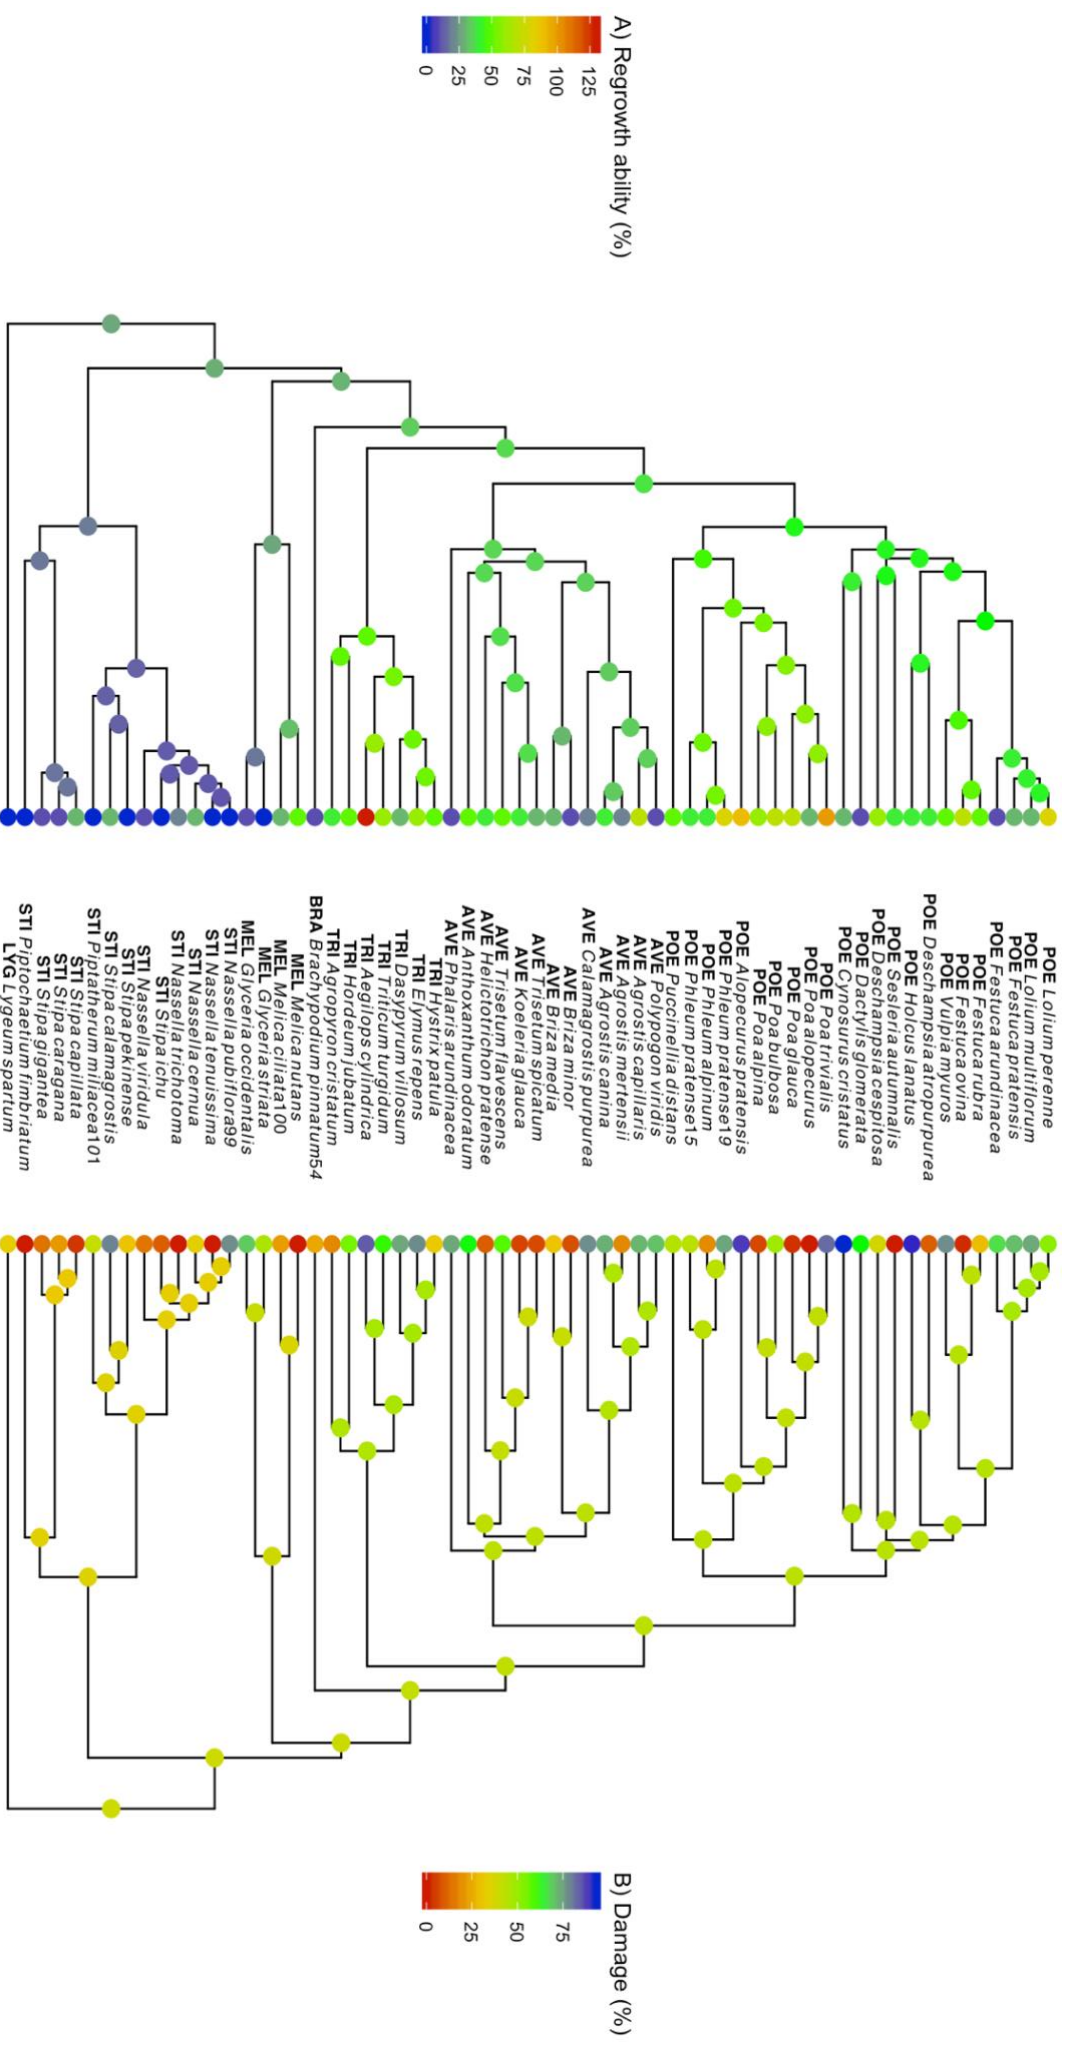 A) Regrowth ability (%)
0 25 50 75 100 125
POE Lolium perenne
POE Lolium multiflorum
POE Festuca pratensis
POE Festuca arundinacea
POE Festuca rubra
POE Festuca ovina
POE Vulpia myuros
POE Deschampsia atropurpurea
POE Holcus lanatus
POE Sesleria autumnalis
POE Deschampsia cespitosa
POE Dactylis glomerata
POE Cynosurus cristatus
POE Poa trivialis
POE Poa alopecurus
POE Poa glauca
POE Poa bulbosa
POE Poa alpina
POE Alopecurus pratensis
POE Phleum pratense19
POE Phleum alpinum
POE Phleum pratense15
POE Puccinellia distans
AVE Polypogon viridis
AVE Agrostis capillaris
AVE Agrostis mertensii
AVE Agrostis canina
AVE Calamagrostis purpurea
AVE Briza minor
AVE Briza media
AVE Trisetum spicatum
AVE Koeleria glauca
AVE Trisetum flavescens
AVE Helictotrichon pratense
AVE Anthoxanthum odoratum
AVE Phalaris arundinacea
TRI Hystrix patula
TRI Elymus repens
TRI Dasypyrum villosum
TRI Triticum turgidum
TRI Aegilops cylindrica
TRI Hordeum jubatum
TRI Agropyron cristatum
BRA Brachypodium pinnatum54
MEL Melica nutans
MEL Melica ciliata100
MEL Glyceria striata
MEL Glyceria occidentalis
STI Nassella pubiflora99
STI Nassella tenuissima
STI Nassella cernua
STI Nassella trichotoma
STI Stipa ichu
STI Nassella viridula
STI Stipa pekinense
STI Stipa calamagrostis
STI Piptatherum miliacea101
STI Stipa capillata
STI Stipa caragana
STI Stipa gigantea
STI Piptochaetium fimbriatum
LYG Lygeum spartum
B) Damage (%)
0 25 50 75